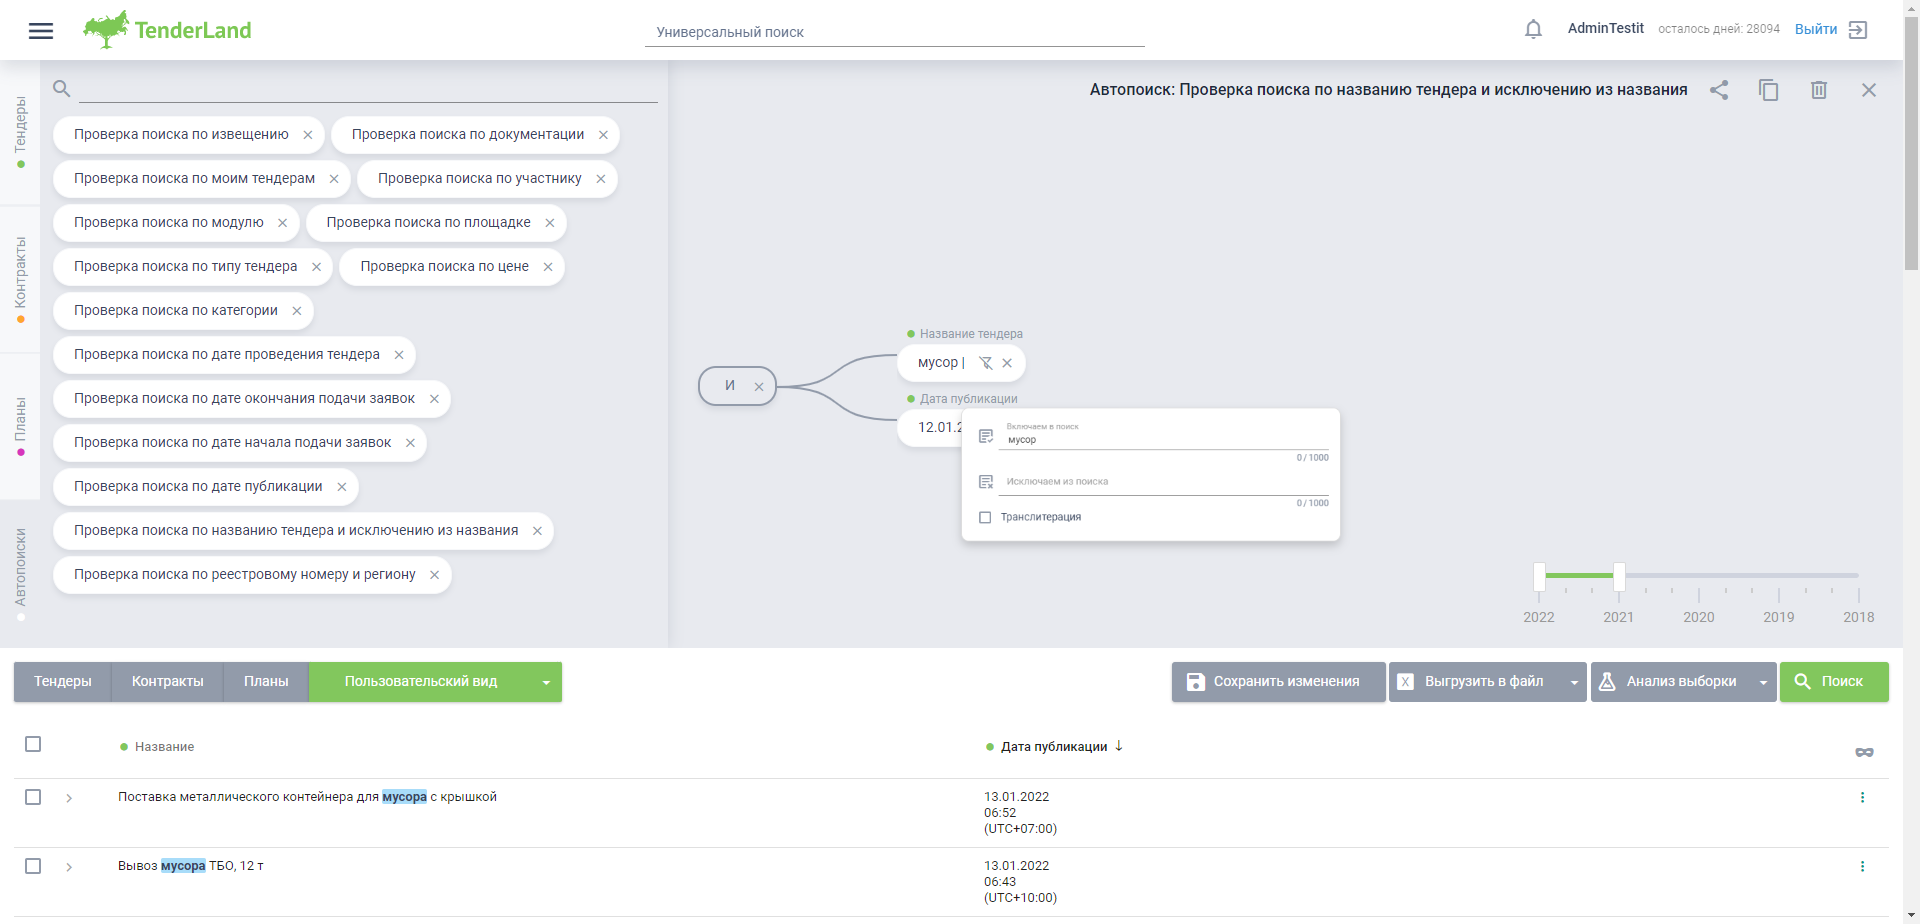 TenderLand
Универсальный поиск
AdminTestit
осталось дней: 28094
Выйти
Тендеры
Контракты
Планы
Автопоиски
Проверка поиска по извещению
Проверка поиска по документации
Проверка поиска по моим тендерам
Проверка поиска по участнику
Проверка поиска по модулю
Проверка поиска по площадке
Проверка поиска по типу тендера
Проверка поиска по цене
Проверка поиска по категории
Проверка поиска по дате проведения тендера
Проверка поиска по дате окончания подачи заявок
Проверка поиска по дате начала подачи заявок
Проверка поиска по дате публикации
Проверка поиска по названию тендера и исключению из названия
Проверка поиска по реестровому номеру и региону
Автопоиск: Проверка поиска по названию тендера и исключению из названия
И
Название тендера
мусор |
Дата публикации
12.01.2
Включаем в поиск
мусор
0 / 1000
Исключаем из поиска
0 / 1000
Транслитерация
2022 2021 2020 2019 2018
Тендеры Контракты Планы Пользовательский вид
Сохранить изменения
X Выгрузить в файл
Анализ выборки
Поиск
Название
Дата публикации
Поставка металлического контейнера для мусора с крышкой
13.01.2022
06:52
(UTC+07:00)
Вывоз мусора ТБО, 12 т
13.01.2022
06:43
(UTC+10:00)